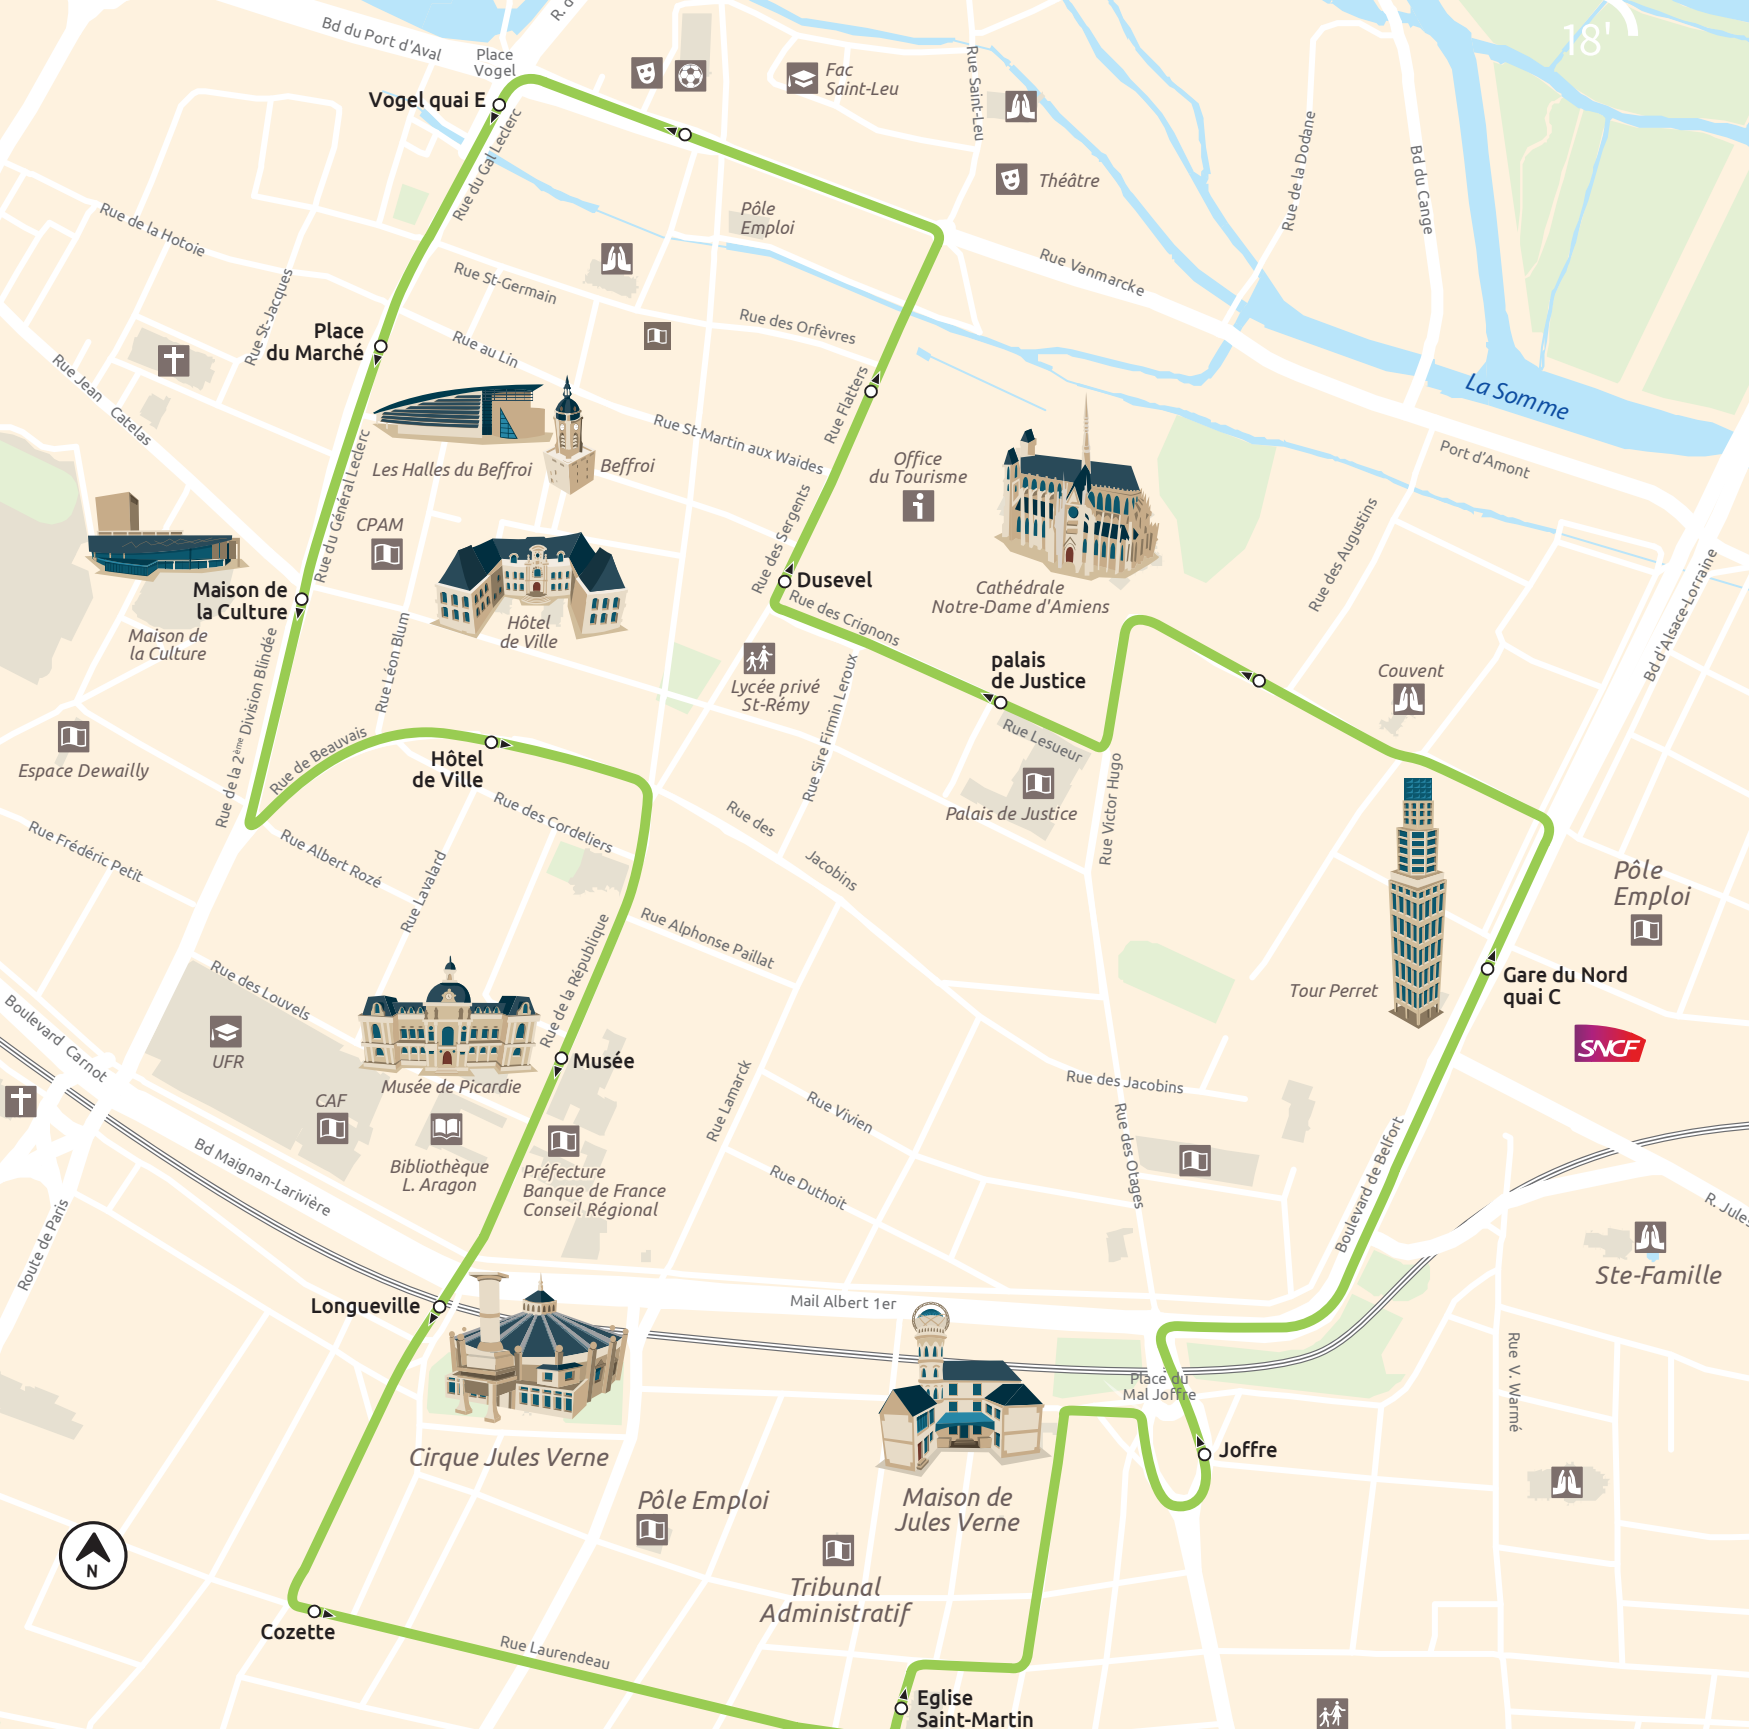 18'
Bd du Port d'Aval
Place
Vogel
R. d
Vogel quai E
Fac
Saint-Leu
Rue Saint-Leu
Théâtre
Rue de la Dodane
Bd du Cange
Rue du Gal Leclerc
Rue de la Hotoie
Pôle
Emploi
Rue St-Jacques
Rue St-Germain
Rue Vanmarcke
Rue des Orfèvres
Place
du Marché
Rue au Lin
Rue Jean Catelas
Rue Flatters
La Somme
Rue St-Martin aux Waides
Port d'Amont
Les Halles du Beffroi
Beffroi
Office
du Tourisme
Rue du Général Leclerc
CPAM
Rue des Sergents
Rue des Augustins
Bd d'Alsace-Lorraine
Maison de
la Culture
Dusevel
Cathédrale
Notre-Dame d'Amiens
Rue des Crignons
Maison de
la Culture
Hôtel
de Ville
Rue Léon Blum
palais
de Justice
Couvent
Lycée privé
St-Rémy
Rue Sire Firmin Leroux
Rue de la 2ème Division Blindée
Espace Dewailly
Rue de Beauvais
Hôtel
de Ville
Rue Lesueur
Palais de Justice
Rue Victor Hugo
Rue des Cordeliers
Rue des Jacobins
Rue Frédéric Petit
Rue Albert Rozé
Rue Lavalard
Pôle
Emploi
Rue Alphonse Paillat
Rue de la République
Rue des Louvels
Tour Perret
Gare du Nord
quai C
SNCF
Boulevard Carnot
UFR
Musée
Musée de Picardie
CAF
Rue Lamarck
Rue des Jacobins
Rue Vivien
Rue des Otages
Boulevard de Belfort
Bd Maignan-Larivière
Bibliothèque
L. Aragon
Préfecture
Banque de France
Conseil Régional
Rue Duthoit
R. Jules
Route de Paris
Ste-Famille
Longueville
Mail Albert 1er
Rue V. Warmé
Place du
Mal Joffre
Cirque Jules Verne
Joffre
Pôle Emploi
Maison de
Jules Verne
N
Tribunal
Administratif
Cozette
Rue Laurendeau
Eglise
Saint-Martin